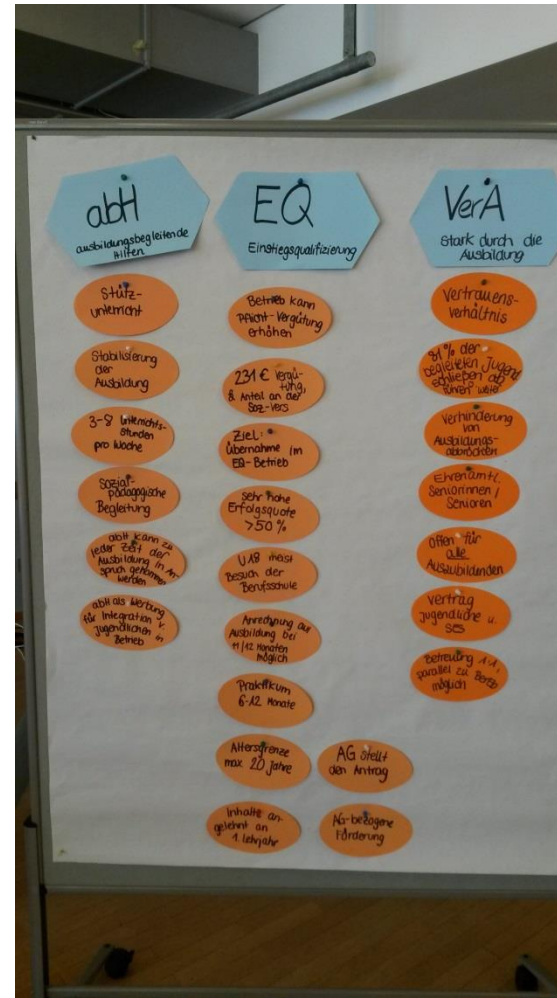 abH
ausbildungsbegleitende
Hilfen
Stütz-
unterricht
Stabilisierung
der
Ausbildung
3-8 Unterrichts-
stunden
pro Woche
Sozial-
pädagogische
Begleitung
abH kann zu
jeder Zeit der
Ausbildung in An-
spruch genommen
werden
abH als Werbung
für Integration v.
Jugendlichen in
Betrieb
EQ
Einstiegsqualifizierung
Betrieb kann
Pflicht-Vergütung
erhöhen
231 € Vergü-
tung,
& Anteil an der
Soz-Vers
Ziel:
Übernahme im
EQ-Betrieb
Sehr hohe
Erfolgsquote
>50 %
U18 meist
Besuch der
Berufsschule
Anrechnung auf
Ausbildung bei
11/12 Monaten
möglich
Praktikum
6-12 Monate
Altersgrenze
max. 20 Jahre
AG stellt
den Antrag
Inhalte an-
gelehnt an
1. Lehrjahr
AG-bezogene
Förderung
VerA
Stark durch die
Ausbildung
Vertrauens-
verhältnis
81% der
begleiteten Jugent
schließen ab
führen weiter
Verhinderung
von
Ausbildungs-
abbrüchen
Ehrenamtl.
Seniorinnen /
Senioren
Offen für
alle
Auszubildenden
Vertrag
Jugendliche u.
SES
Betreuung 1:1,
parallel zu Betrieb
möglich